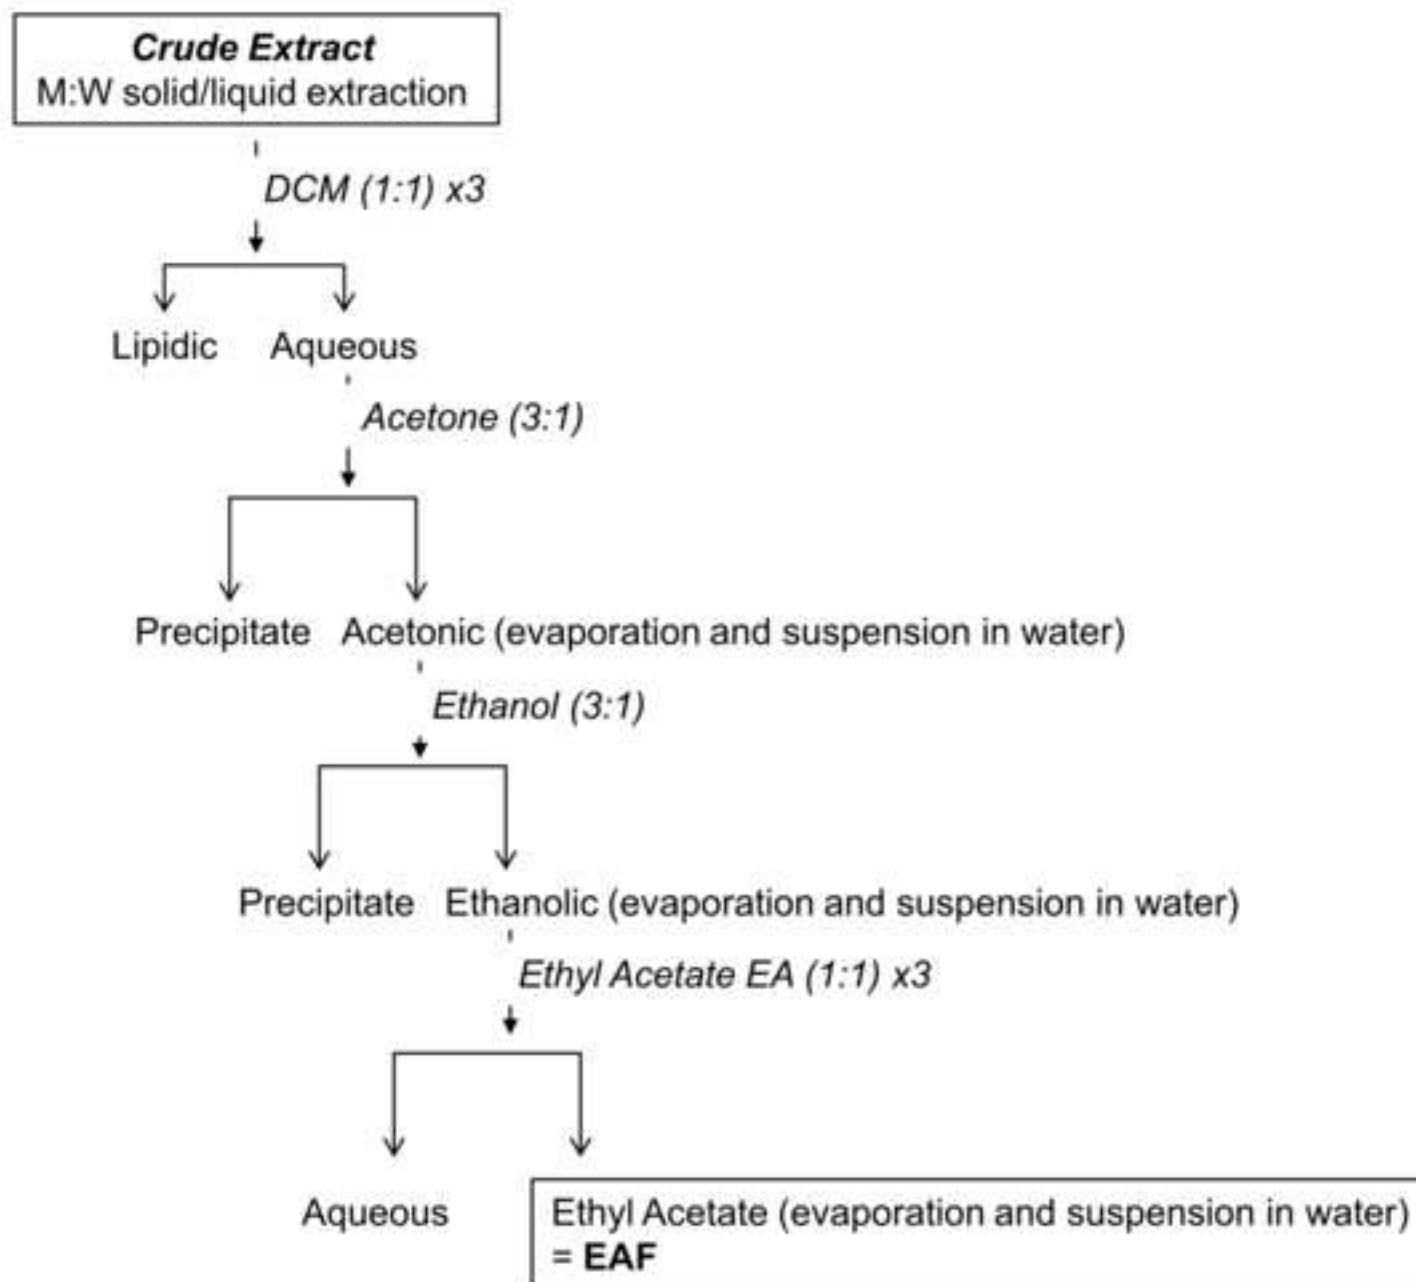 Crude Extract
M:W solid/liquid extraction
DCM (1:1) x3
Lipidic Aqueous
Acetone (3:1)
Precipitate Acetonic (evaporation and suspension in water)
Ethanol (3:1)
Precipitate Ethanolic (evaporation and suspension in water)
Ethyl Acetate EA (1:1) x3
Aqueous Ethyl Acetate (evaporation and suspension in water)
= EAF